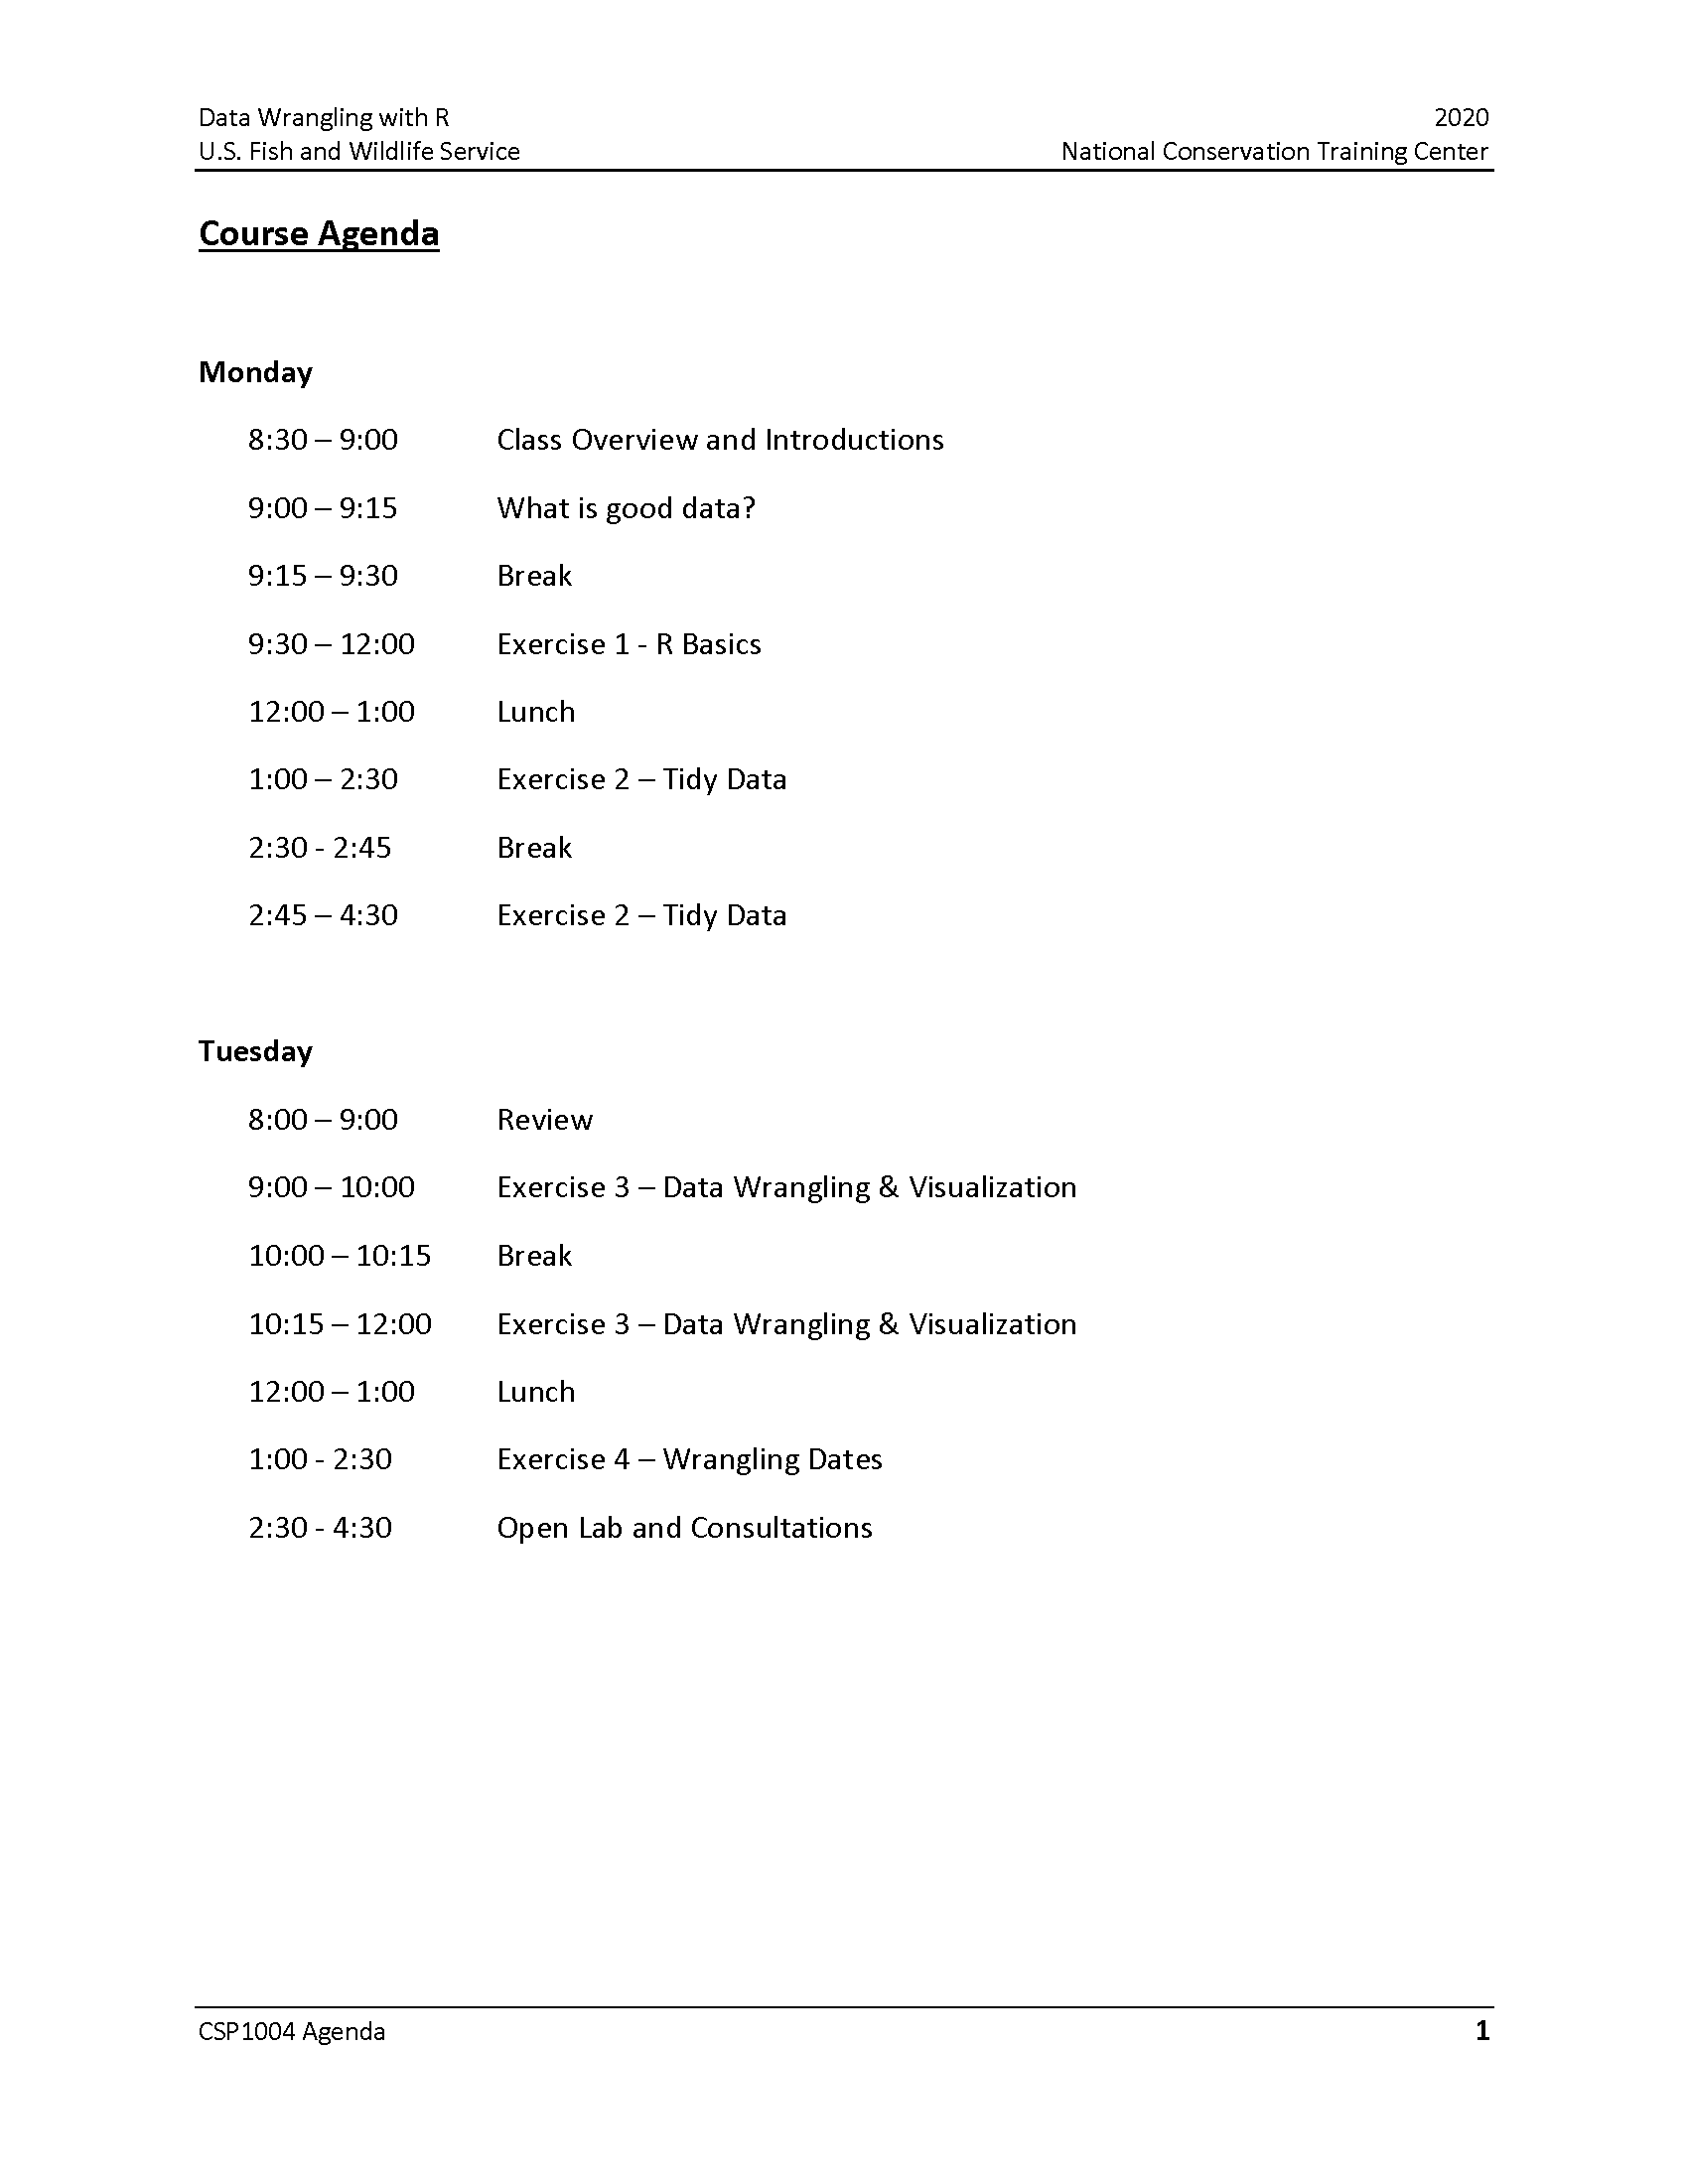 Data Wrangling with R 2020
U.S. Fish and Wildlife Service National Conservation Training Center
Course Agenda
Monday
8:30 – 9:00 Class Overview and Introductions
9:00 – 9:15 What is good data?
9:15 – 9:30 Break
9:30 – 12:00 Exercise 1 - R Basics
12:00 – 1:00 Lunch
1:00 – 2:30 Exercise 2 – Tidy Data
2:30 - 2:45 Break
2:45 – 4:30 Exercise 2 – Tidy Data
Tuesday
8:00 – 9:00 Review
9:00 – 10:00 Exercise 3 – Data Wrangling & Visualization
10:00 – 10:15 Break
10:15 – 12:00 Exercise 3 – Data Wrangling & Visualization
12:00 – 1:00 Lunch
1:00 - 2:30 Exercise 4 – Wrangling Dates
2:30 - 4:30 Open Lab and Consultations
CSP1004 Agenda 1